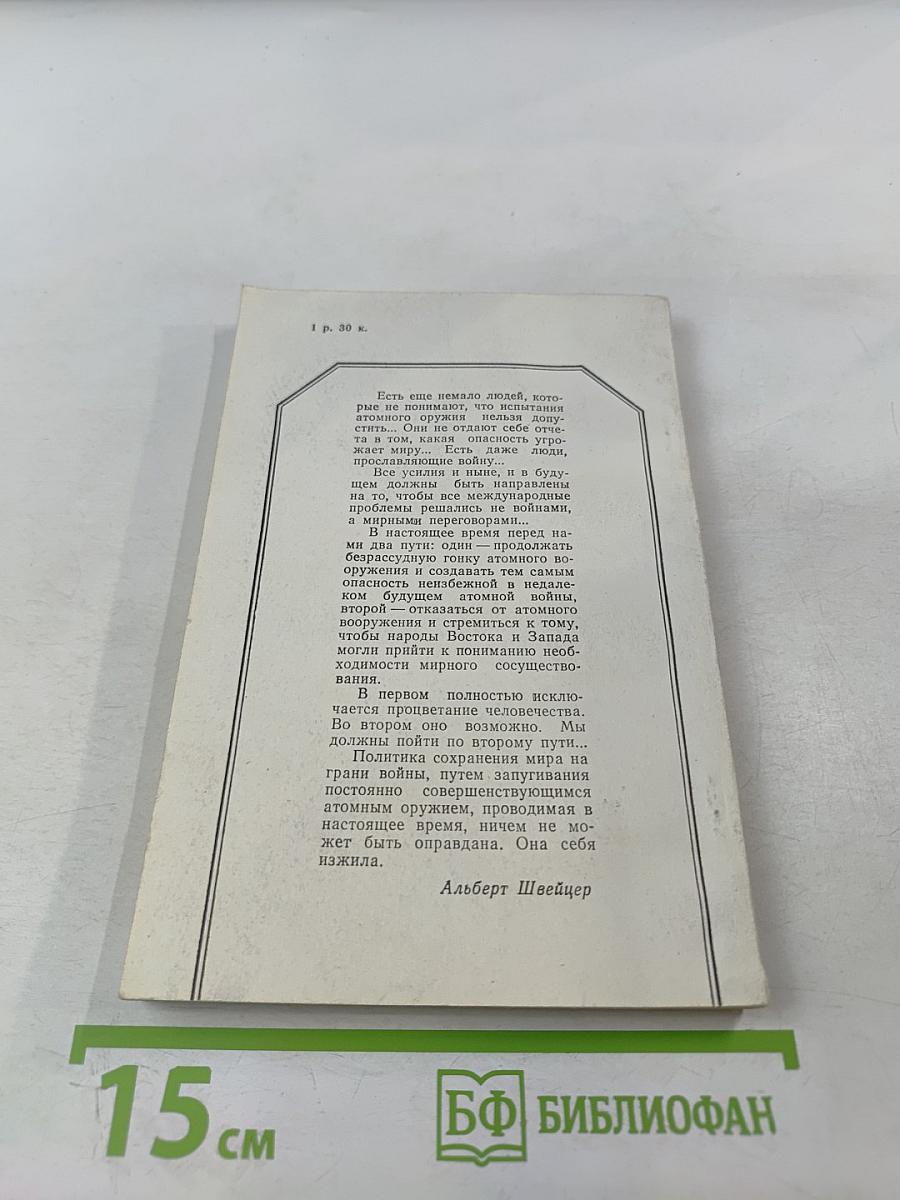 1 р. 30 к.
Есть еще немало людей, кото-
рые не понимают, что испытания
атомного оружия нельзя допу-
стить... Они не отдают себе отче-
та в том, какая опасность угро-
жает миру... Есть даже люди,
прославляющие войну...
Все усилия и ныне, и в буду-
щем должны быть направлены
на то, чтобы все международные
проблемы решались не войнами,
а мирными переговорами...
В настоящее время перед на-
ми два пути: один — продолжать
безрассудную гонку атомного во-
оружения и создавать тем самым
опасность неизбежной в недале-
ком будущем атомной войны,
второй — отказаться от атомного
вооружения и стремиться к тому,
чтобы народы Востока и Запада
могли прийти к пониманию необ-
ходимости мирного сосущество-
вания.
В первом полностью исклю-
чается процветание человечества.
Во втором оно возможно. Мы
должны пойти по второму пути...
Политика сохранения мира на
грани войны, путем запугивания
постоянно совершенствующимся
атомным оружием, проводимая в
настоящее время, ничем не мо-
жет быть оправдана. Она себя
изжила.
Альберт Швейцер
15 см
БФ БИБЛИОФАН